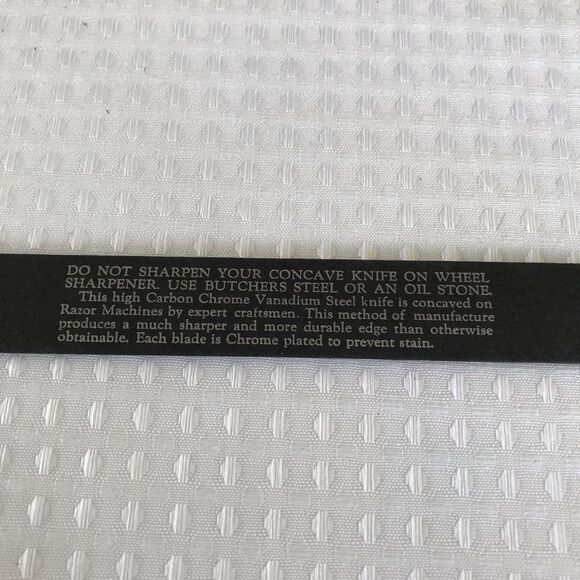 DO NOT SHARPEN YOUR CONCAVE KNIFE ON WHEEL
SHARPENER. USE BUTCHERS STEEL OR AN OIL STONE.
This high Carbon Chrome Vanadium Steel knife is concaved on
Razor Machines by expert craftsmen. This method of manufacture
produces a much sharper and more durable edge than otherwise
obtainable. Each blade is Chrome plated to prevent stain.